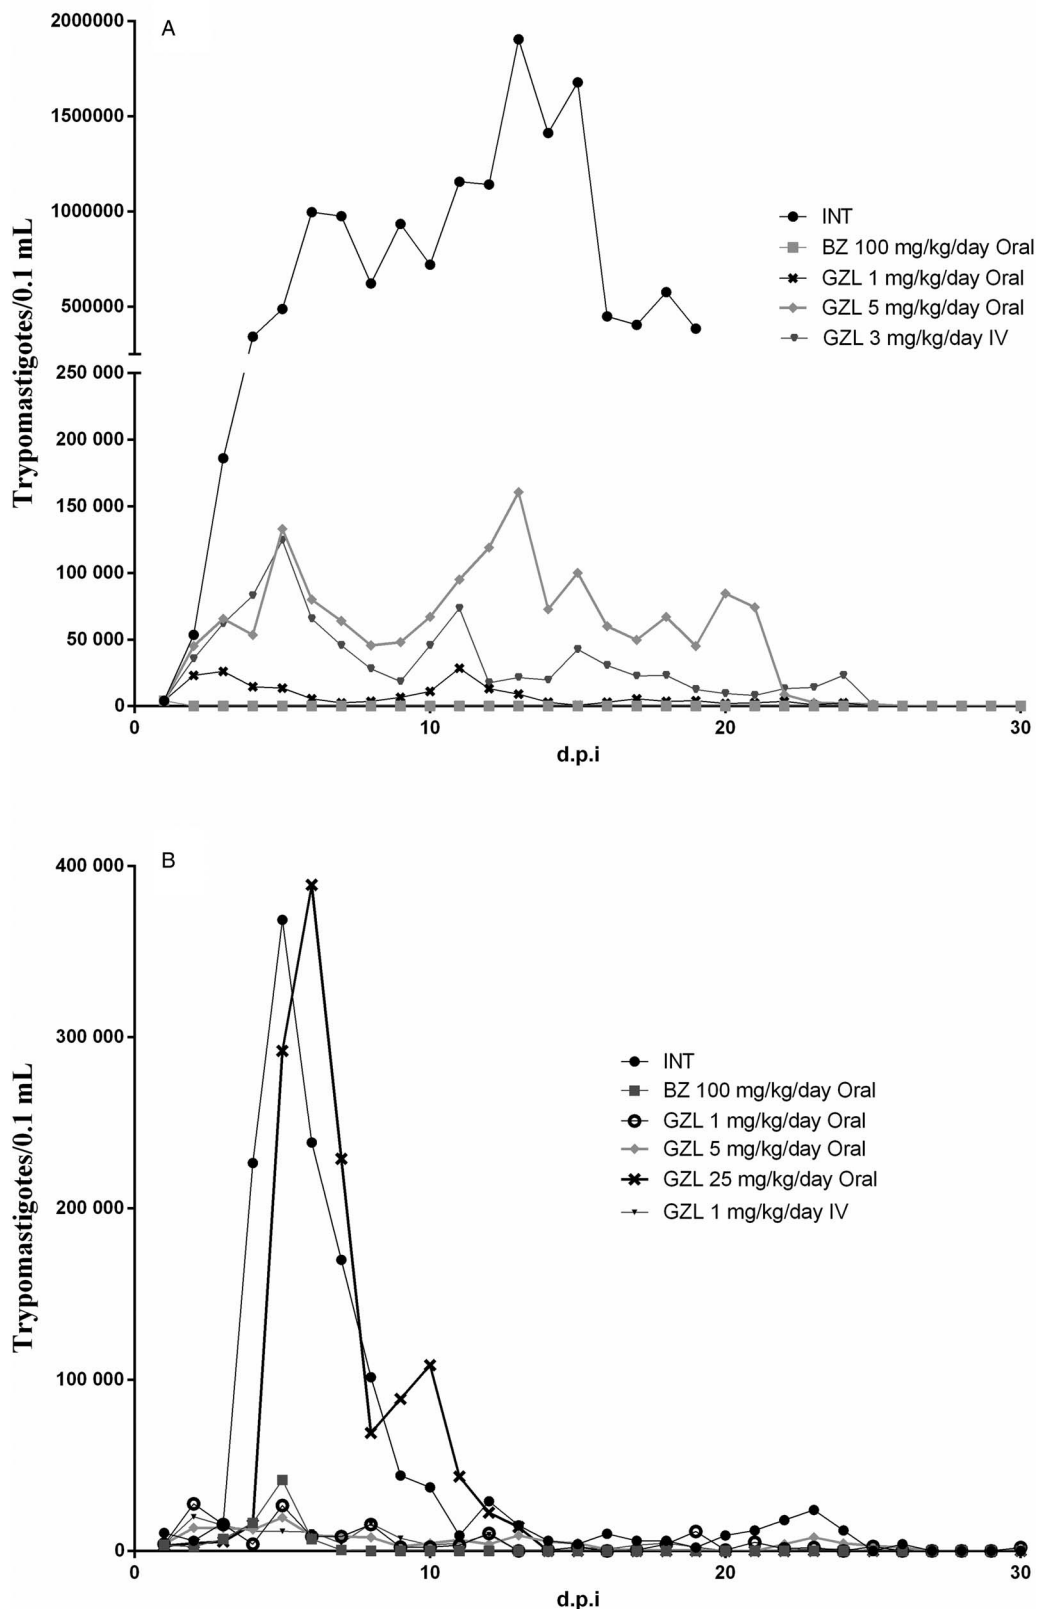 A
2000000
1500000
1000000
500000
250 000
200 000
150 000
100 000
50 000
0
Trypomastigotes/0.1 mL
0 10 20 30
d.p.i
INT
BZ 100 mg/kg/day Oral
GZL 1 mg/kg/day Oral
GZL 5 mg/kg/day Oral
GZL 3 mg/kg/day IV
B
400 000
300 000
200 000
100 000
0
Trypomastigotes/0.1 mL
0 10 20 30
d.p.i
INT
BZ 100 mg/kg/day Oral
GZL 1 mg/kg/day Oral
GZL 5 mg/kg/day Oral
GZL 25 mg/kg/day Oral
GZL 1 mg/kg/day IV